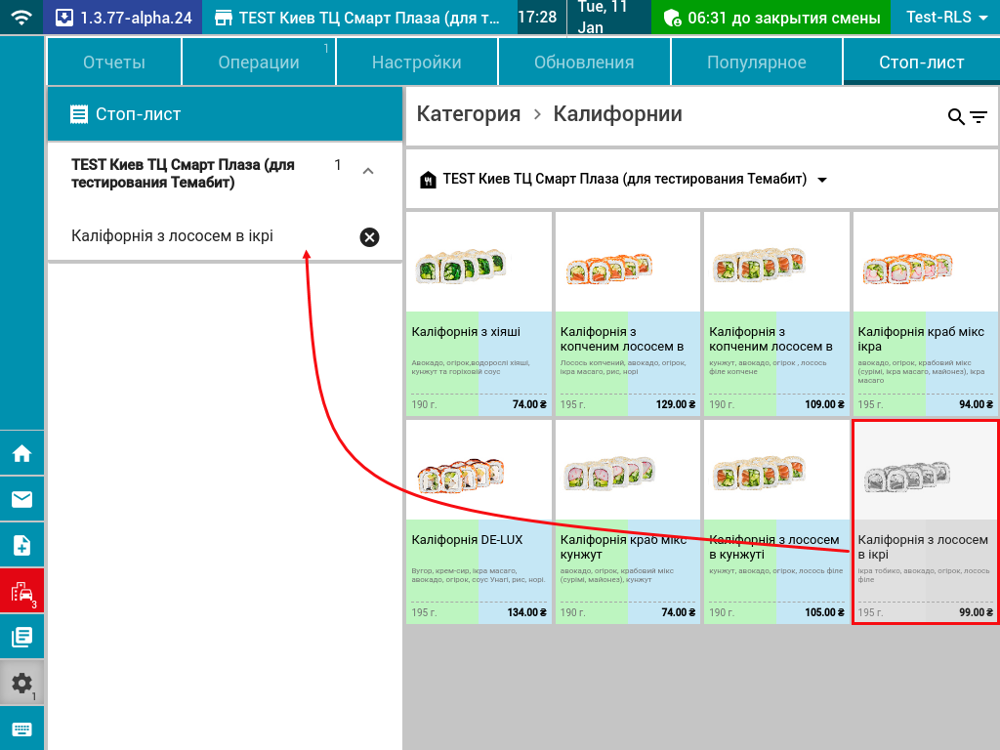 1.3.77-alpha.24
TEST Киев ТЦ Смарт Плаза (для т...
17:28
Tue, 11
Jan
06:31 до закрытия смены
Test-RLS
Отчеты
Операции
1
Настройки
Обновления
Популярное
Стоп-лист
Стоп-лист
TEST Киев ТЦ Смарт Плаза (для
тестирования Темабит)
1
Каліфорнія з лососем в ікрі
Категория > Калифорнии
TEST Киев ТЦ Смарт Плаза (для тестирования Темабит)
Каліфорнія з хіяші
Авокадо, огірок,водорослі хіяші,
кунжут та горіховій соус
190 г.
74.00 ₴
Каліфорнія з
копченим лососем в
Лосось копчений, авокадо, огірок,
ікра масаго, рис, норі
195 г.
129.00 ₴
Каліфорнія з
копченим лососем в
кунжут, авокадо, огірок , лосось
філе копчене
190 г.
109.00 ₴
Каліфорнія краб мікс
ікра
авокадо, огірок, крабовий мікс
(сурімі, ікра масаго, майонез), ікра
масаго
195 г.
94.00 ₴
Каліфорнія DE-LUX
Вугор, крем-сир, ікра масаго,
авокадо, огірок, соус Унагі, рис, норі.
195 г.
134.00 ₴
Каліфорнія краб мікс
кунжут
авокадо, огірок, крабовий мікс
(сурімі, майонез), кунжут
190 г.
74.00 ₴
Каліфорнія з лососем
в кунжуті
кунжут, авокадо, огірок, лосось філе
190 г.
105.00 ₴
Каліфорнія з лососем
в ікрі
ікра тобико, авокадо, огірок, лосось
філе
195 г.
99.00 ₴
3
1